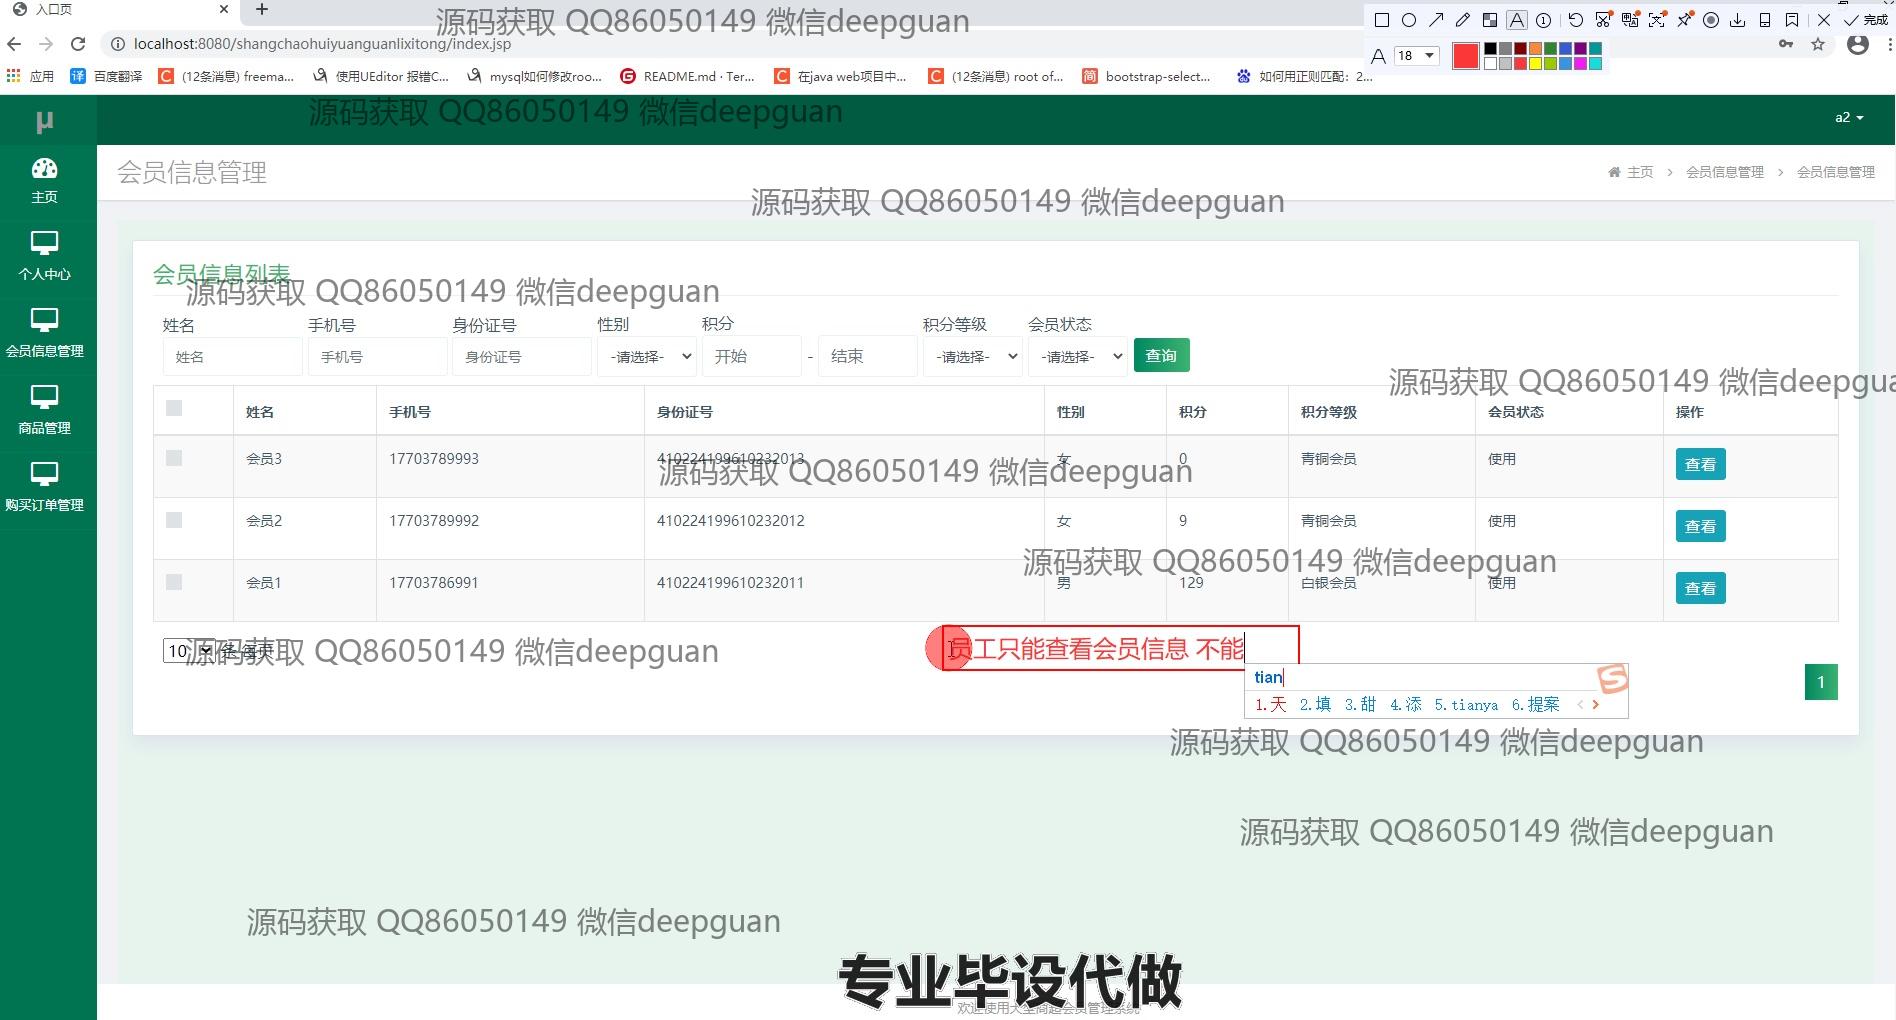 入口页
源码获取 QQ86050149 微信deepguan
18
完成
localhost:8080/shangchaohuiyuanguanlixitong/index.jsp
应用 百度翻译 (12条消息) freema... 使用UEditor 报错C... mysql如何修改roo... README.md · Ter... 在java web项目中... (12条消息) root of... bootstrap-select... 如何用正则匹配：2...
μ
源码获取 QQ86050149 微信deepguan
a2
主页
个人中心
会员信息管理
商品管理
购买订单管理
会员信息管理
主页 > 会员信息管理 > 会员信息管理
源码获取 QQ86050149 微信deepguan
会员信息列表
源码获取 QQ86050149 微信deepguan
姓名 手机号 身份证号 性别 积分 积分等级 会员状态
姓名 手机号 身份证号 -请选择- 开始 - 结束 -请选择- -请选择- 查询
源码获取 QQ86050149 微信deepgua
姓名 手机号 身份证号 性别 积分 积分等级 会员状态 操作
会员3 17703789993 410224199610232013 女 0 青铜会员 使用 查看
源码获取 QQ86050149 微信deepguan
会员2 17703789992 410224199610232012 女 9 青铜会员 使用 查看
源码获取 QQ86050149 微信deepguan
会员1 17703786991 410224199610232011 男 129 白银会员 使用 查看
10 条 每页
源码获取 QQ86050149 微信deepguan
员工只能查看会员信息 不能
tian
1.天 2.填 3.甜 4.添 5.tianya 6.提案
1
源码获取 QQ86050149 微信deepguan
源码获取 QQ86050149 微信deepguan
源码获取 QQ86050149 微信deepguan
专业毕设代做
欢迎使用大型商超会员管理系统